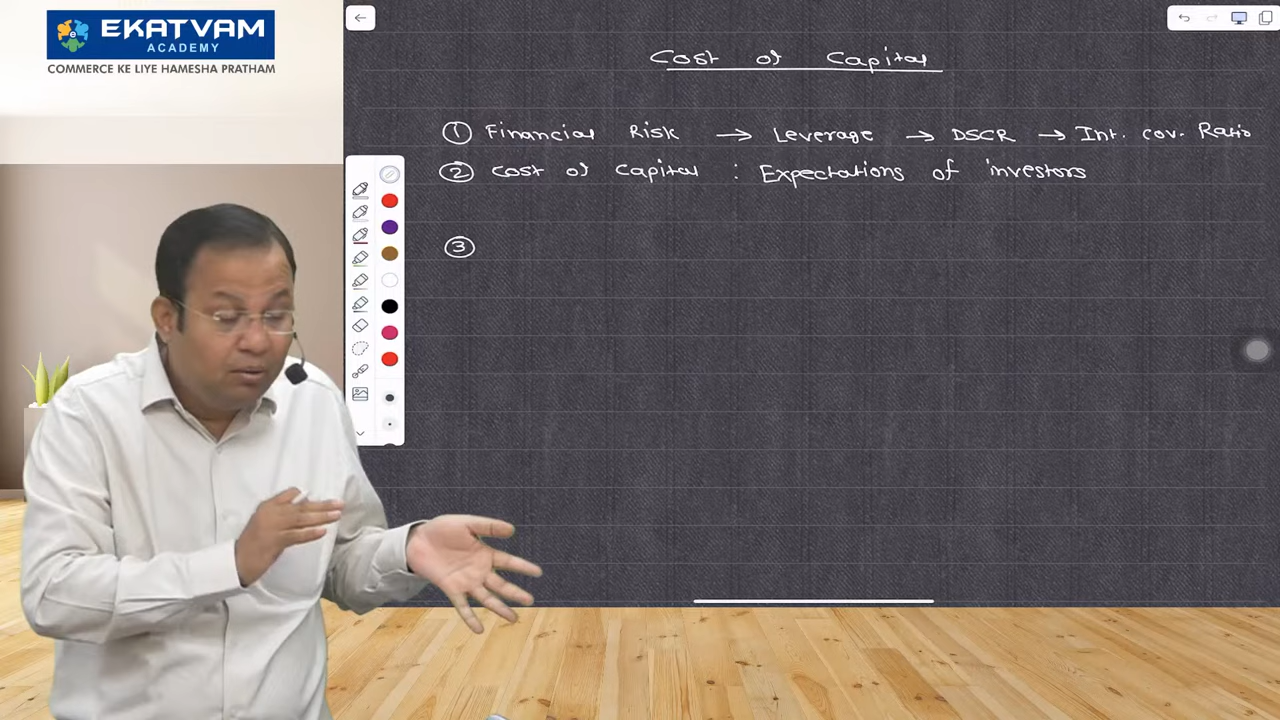 EKATVAM
ACADEMY
COMMERCE KE LIYE HAMESHA PRATHAM
Cost of Capital
① Financial Risk → Leverage → DSCR → Int. cov. Ratio
② Cost of Capital : Expectations of investors
③